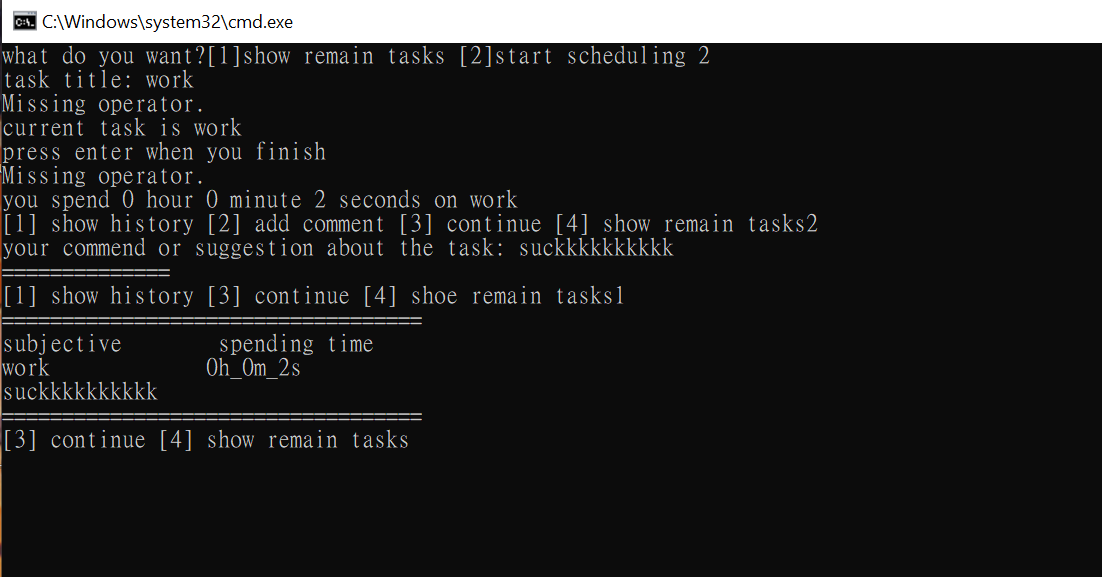 C:\Windows\system32\cmd.exe
what do you want?[1]show remain tasks [2]start scheduling 2
task title: work
Missing operator.
current task is work
press enter when you finish
Missing operator.
you spend 0 hour 0 minute 2 seconds on work
[1] show history [2] add comment [3] continue [4] show remain tasks2
your commend or suggestion about the task: suckkkkkkkkkk
==============
[1] show history [3] continue [4] shoe remain tasks1
===================================
subjective        spending time
work             0h_0m_2s
suckkkkkkkkkk
===================================
[3] continue [4] show remain tasks